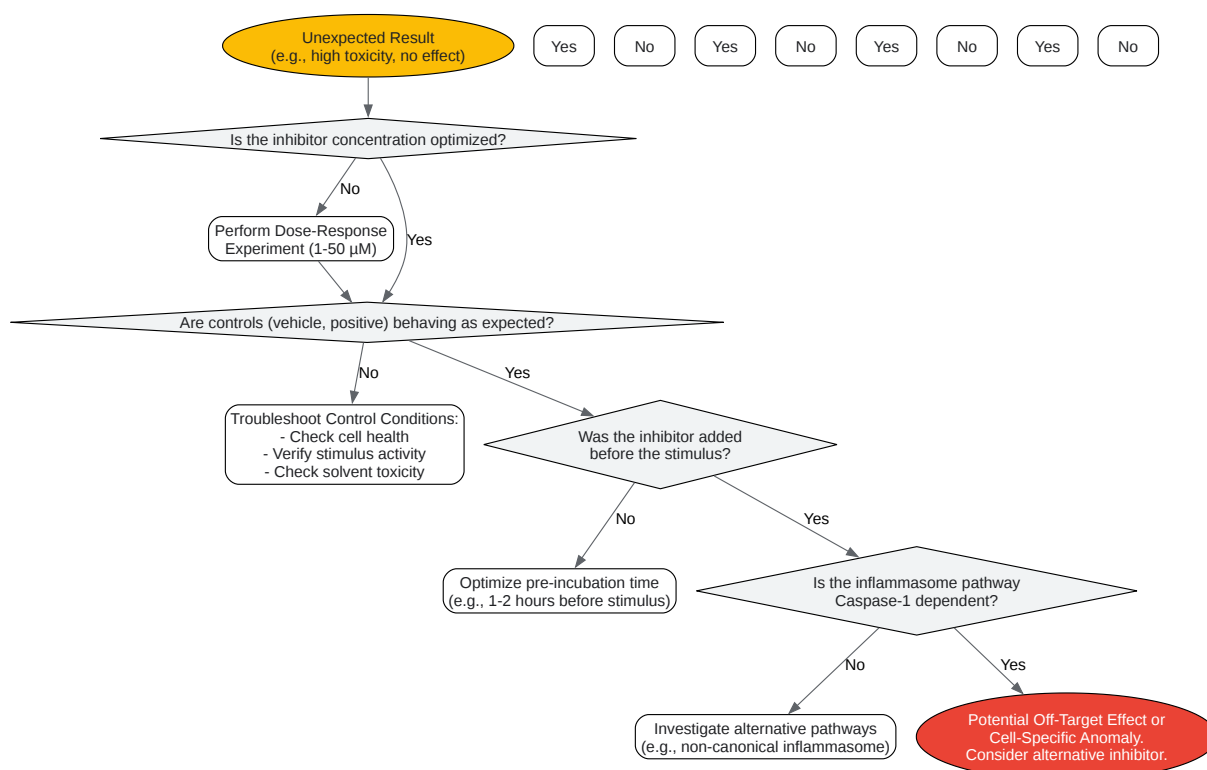 Unexpected Result
(e.g., high toxicity, no effect)
Yes
No
Yes
No
Yes
No
Yes
No
Is the inhibitor concentration optimized?
No
Perform Dose-Response
Experiment (1-50 µM)
Yes
Are controls (vehicle, positive) behaving as expected?
No
Yes
Troubleshoot Control Conditions:
- Check cell health
- Verify stimulus activity
- Check solvent toxicity
Was the inhibitor added
before the stimulus?
No
Yes
Optimize pre-incubation time
(e.g., 1-2 hours before stimulus)
Is the inflammasome pathway
Caspase-1 dependent?
No
Yes
Investigate alternative pathways
(e.g., non-canonical inflammasome)
Potential Off-Target Effect or
Cell-Specific Anomaly.
Consider alternative inhibitor.